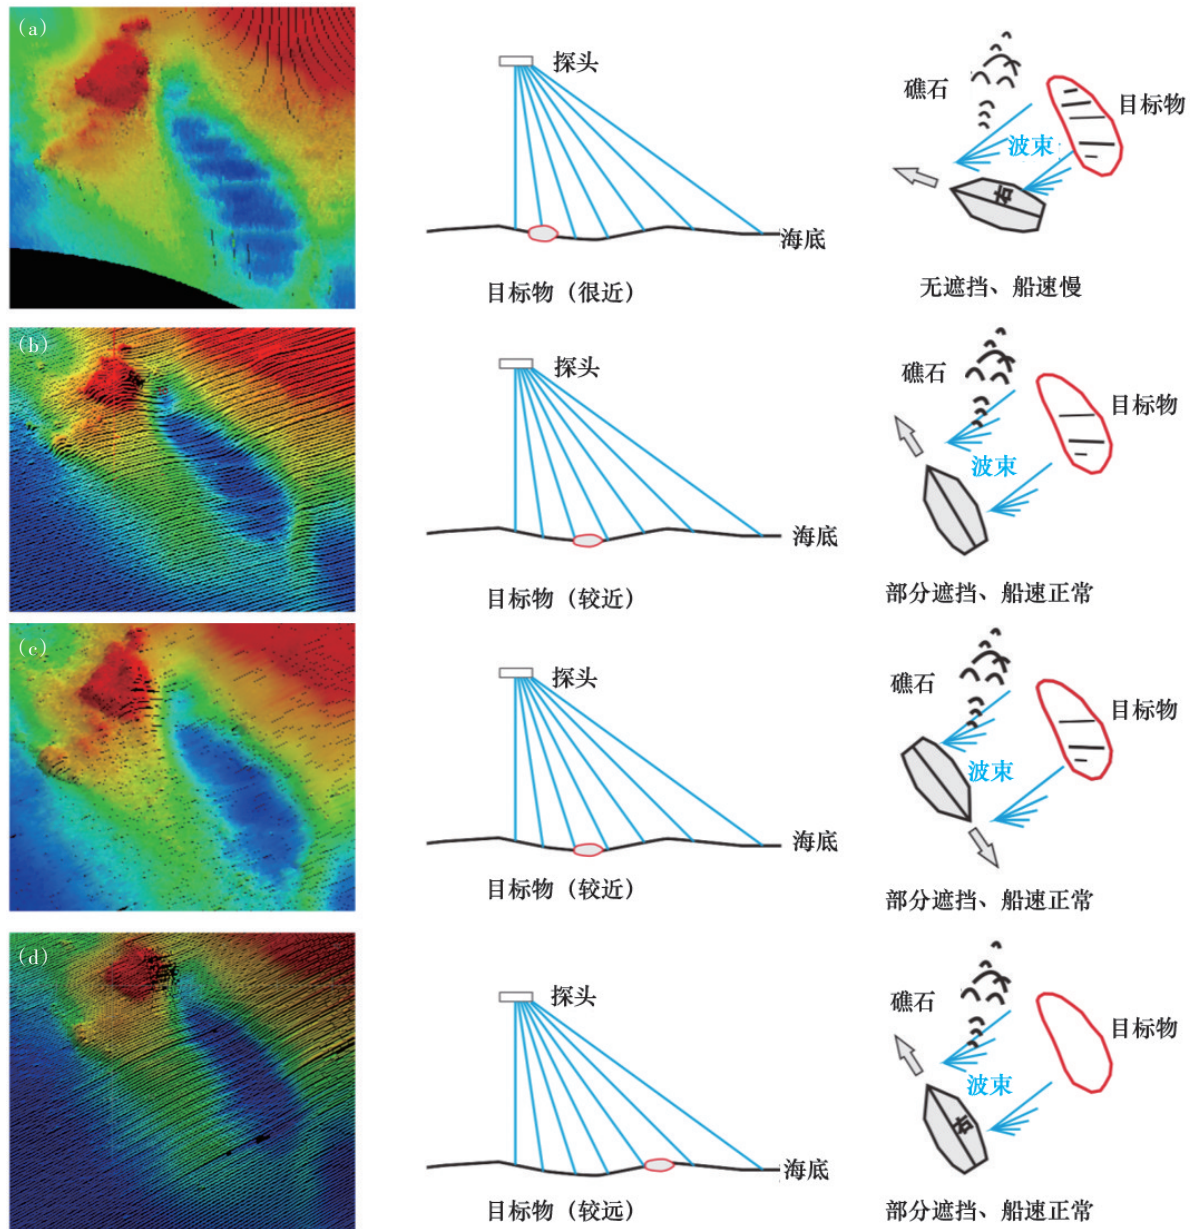 (a)
探头
海底
目标物（很近）
礁石
目标物
波束
右
无遮挡、船速慢
(b)
探头
海底
目标物（较近）
礁石
目标物
波束
部分遮挡、船速正常
(c)
探头
海底
目标物（较近）
礁石
目标物
波束
部分遮挡、船速正常
(d)
探头
海底
目标物（较远）
礁石
目标物
波束
右
部分遮挡、船速正常